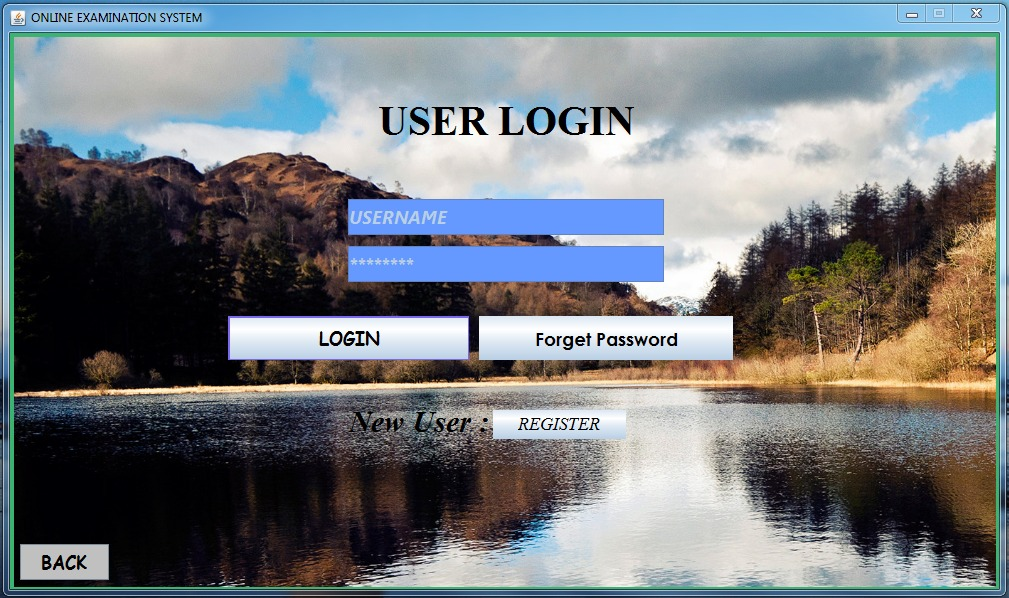 ONLINE EXAMINATION SYSTEM
USER LOGIN
USERNAME
********
LOGIN Forget Password
New User : REGISTER
BACK